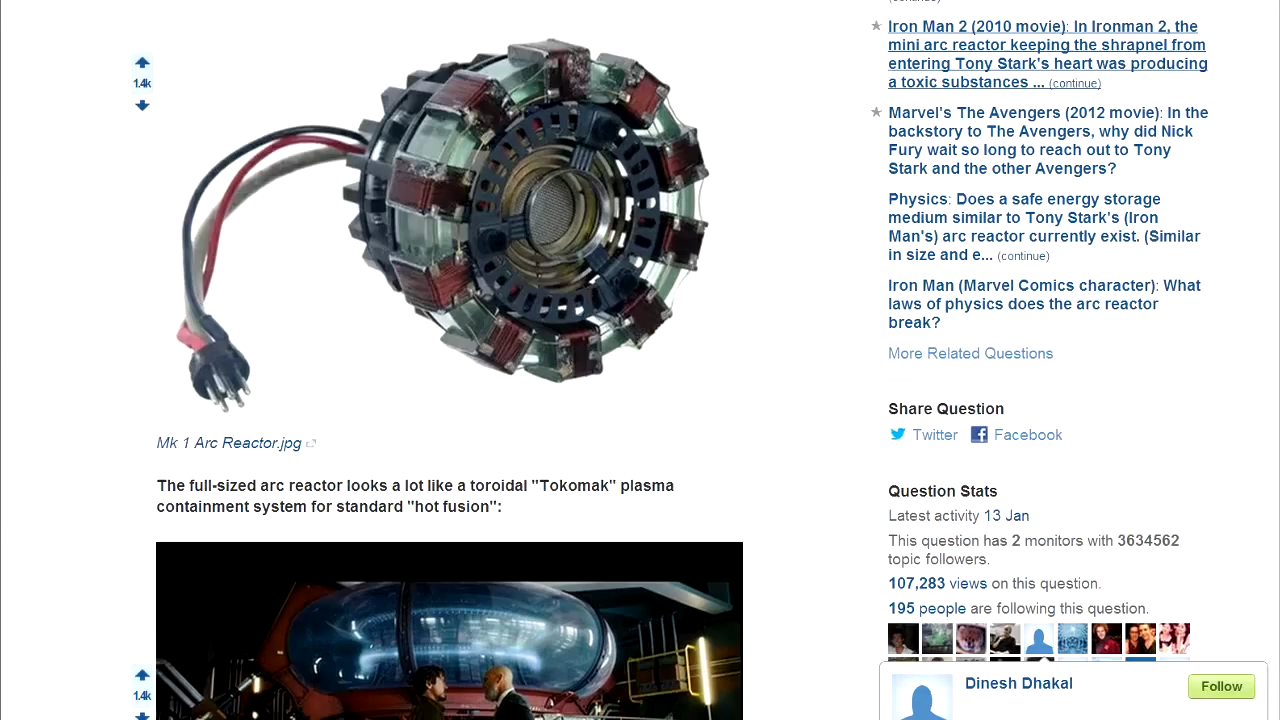 1.4k
Mk 1 Arc Reactor.jpg
The full-sized arc reactor looks a lot like a toroidal "Tokomak" plasma
containment system for standard "hot fusion":
1.4k
Iron Man 2 (2010 movie): In Ironman 2, the
mini arc reactor keeping the shrapnel from
entering Tony Stark's heart was producing
a toxic substances ... (continue)
Marvel's The Avengers (2012 movie): In the
backstory to The Avengers, why did Nick
Fury wait so long to reach out to Tony
Stark and the other Avengers?
Physics: Does a safe energy storage
medium similar to Tony Stark's (Iron
Man's) arc reactor currently exist. (Similar
in size and e... (continue)
Iron Man (Marvel Comics character): What
laws of physics does the arc reactor
break?
More Related Questions
Share Question
Twitter Facebook
Question Stats
Latest activity 13 Jan
This question has 2 monitors with 3634562
topic followers.
107,283 views on this question.
195 people are following this question.
Dinesh Dhakal
Follow